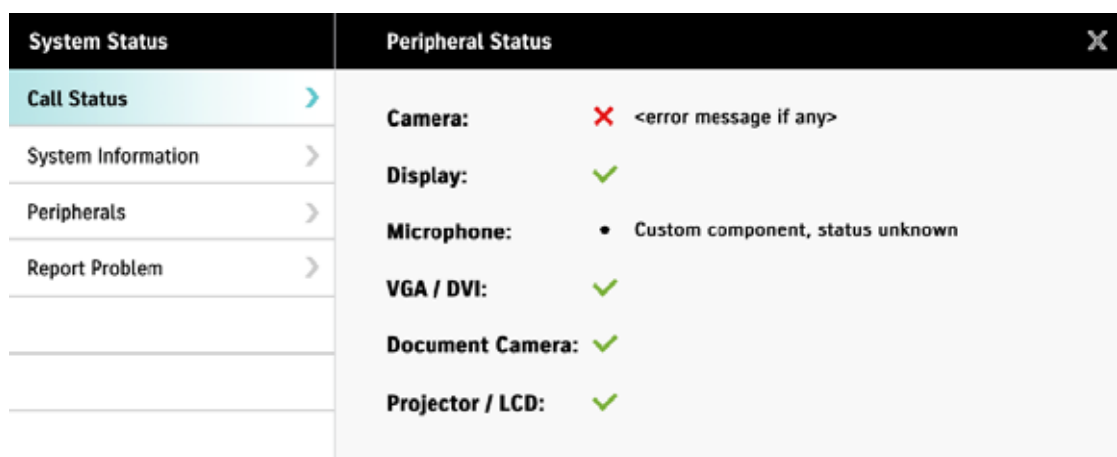 System Status
Call Status
System Information
Peripherals
Report Problem
Peripheral Status
Camera: <error message if any>
Display:
Microphone: Custom component, status unknown
VGA / DVI:
Document Camera:
Projector / LCD: